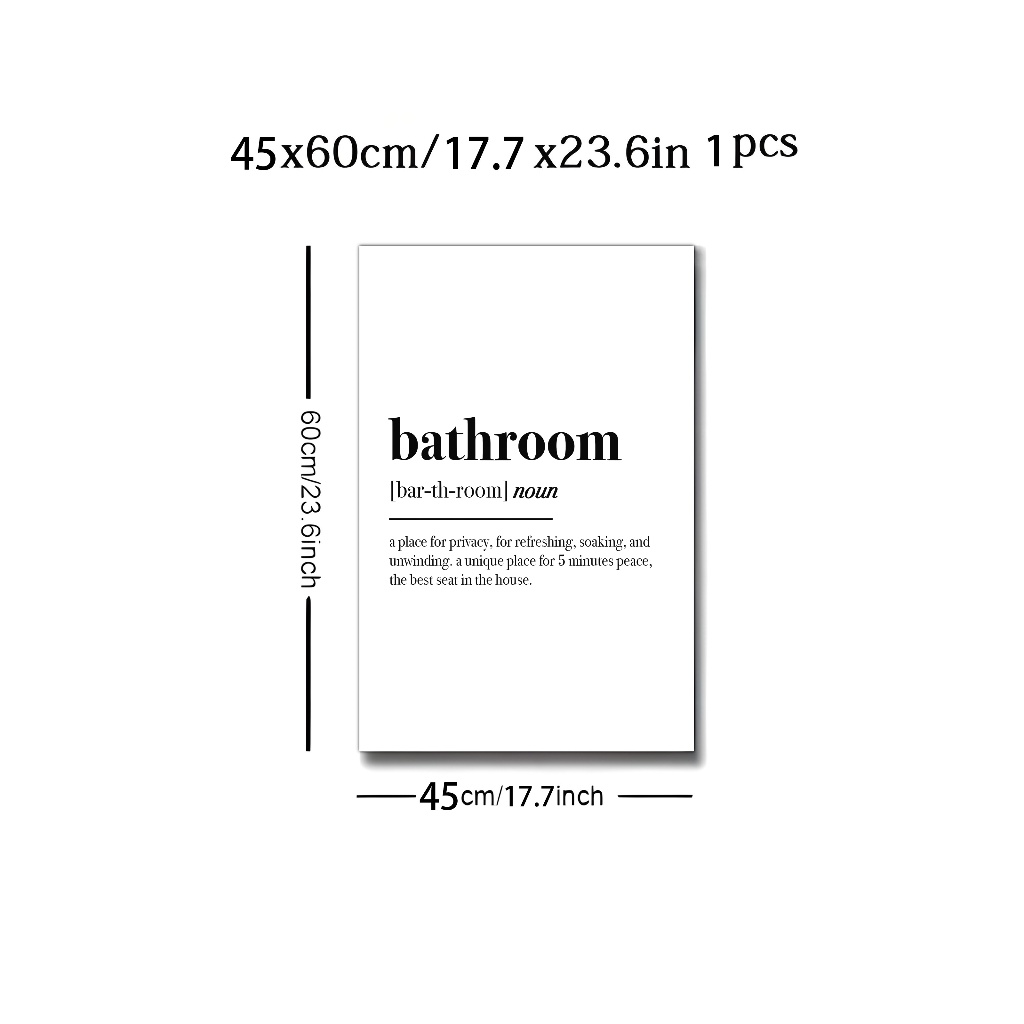 45x60cm/17.7 x23.6in 1pcs
60cm/23.6inch
bathroom
|bar-th-room| noun
a place for privacy, for refreshing, soaking, and
unwinding. a unique place for 5 minutes peace,
the best seat in the house.
45cm/17.7inch